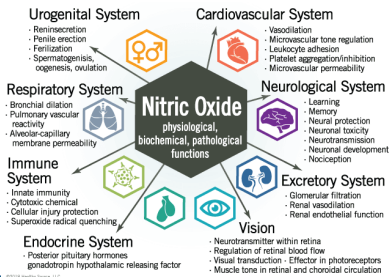 Urogenital System
· Reninsecretion
· Penile erection
· Ferilization
· Spermatogenisis,
oogenesis, ovulation
Cardiovascular System
· Vasodilation
· Microvascular tone regulation
· Leukocyte adhesion
· Platelet aggregation/inhibition
· Microvascular permeability
Respiratory System
· Bronchial dilation
· Pulmonary vascular
reactivity
· Alveolar-capillary
membrane permeability
Nitric Oxide
physiological,
biochemical, pathological
functions
Neurological System
· Learning
· Memory
· Neural protection
· Neuronal toxicity
· Neurotransmission
· Neuronal development
· Nociception
Immune
System
· Innate immunity
· Cytotoxic chemical
· Cellular injury protection
· Superoxide radical quenching
Excretory System
· Glomerular filtration
· Renal vasodilation
· Renal endothelial function
Endocrine System
· Posterior pituitary hormones
gonadotropin hypothalamic releasing factor
Vision
· Neurotransmitter within retina
· Regulation of retinal blood flow
· Visual transduction · Effector in photoreceptors
· Muscle tone in retinal and choroidal circulation